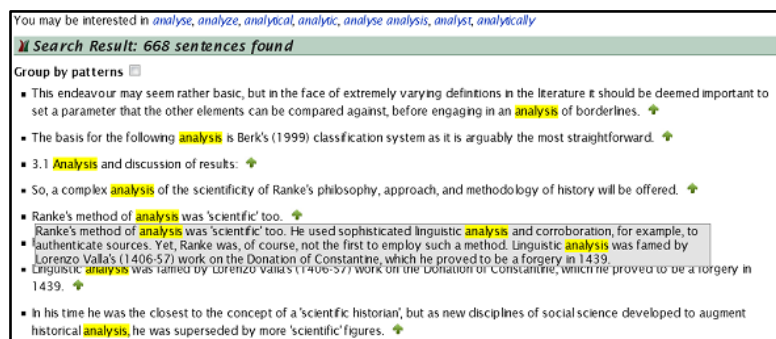 You may be interested in analyse, analyze, analytical, analytic, analyse analysis, analyst, analytically
Search Result: 668 sentences found
Group by patterns
This endeavour may seem rather basic, but in the face of extremely varying definitions in the literature it should be deemed important to
set a parameter that the other elements can be compared against, before engaging in an analysis of borderlines.
The basis for the following analysis is Berk's (1999) classification system as it is arguably the most straightforward.
3.1 Analysis and discussion of results:
So, a complex analysis of the scientificity of Ranke's philosophy, approach, and methodology of history will be offered.
Ranke's method of analysis was 'scientific' too.
Ranke's method of analysis was 'scientific' too. He used sophisticated linguistic analysis and corroboration, for example, to
authenticate sources. Yet, Ranke was, of course, not the first to employ such a method. Linguistic analysis was famed by
Lorenzo Valla's (1406-57) work on the Donation of Constantine, which he proved to be a forgery in 1439.
Linguistic analysis was famed by Lorenzo Valla's (1406-57) work on the Donation of Constantine, which he proved to be a forgery in
1439.
In his time he was the closest to the concept of a 'scientific historian', but as new disciplines of social science developed to augment
historical analysis, he was superseded by more 'scientific' figures.